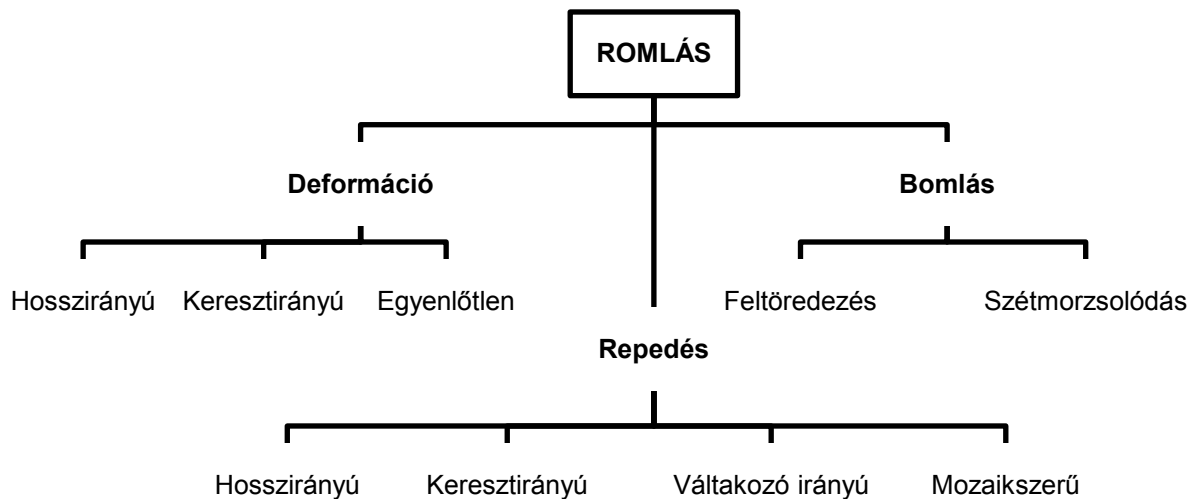 ROMLÁS
Deformáció
Bomlás
Hosszirányú
Keresztirányú
Egyenlőtlen
Feltöredezés
Szétmorzsolódás
Repedés
Hosszirányú
Keresztirányú
Váltakozó irányú
Mozaikszerű